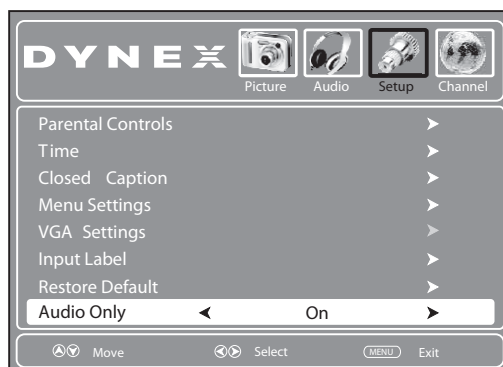 DYNEX
Picture Audio Setup Channel
Parental Controls
Time
Closed Caption
Menu Settings
VGA Settings
Input Label
Restore Default
Audio Only On
Move Select MENU Exit